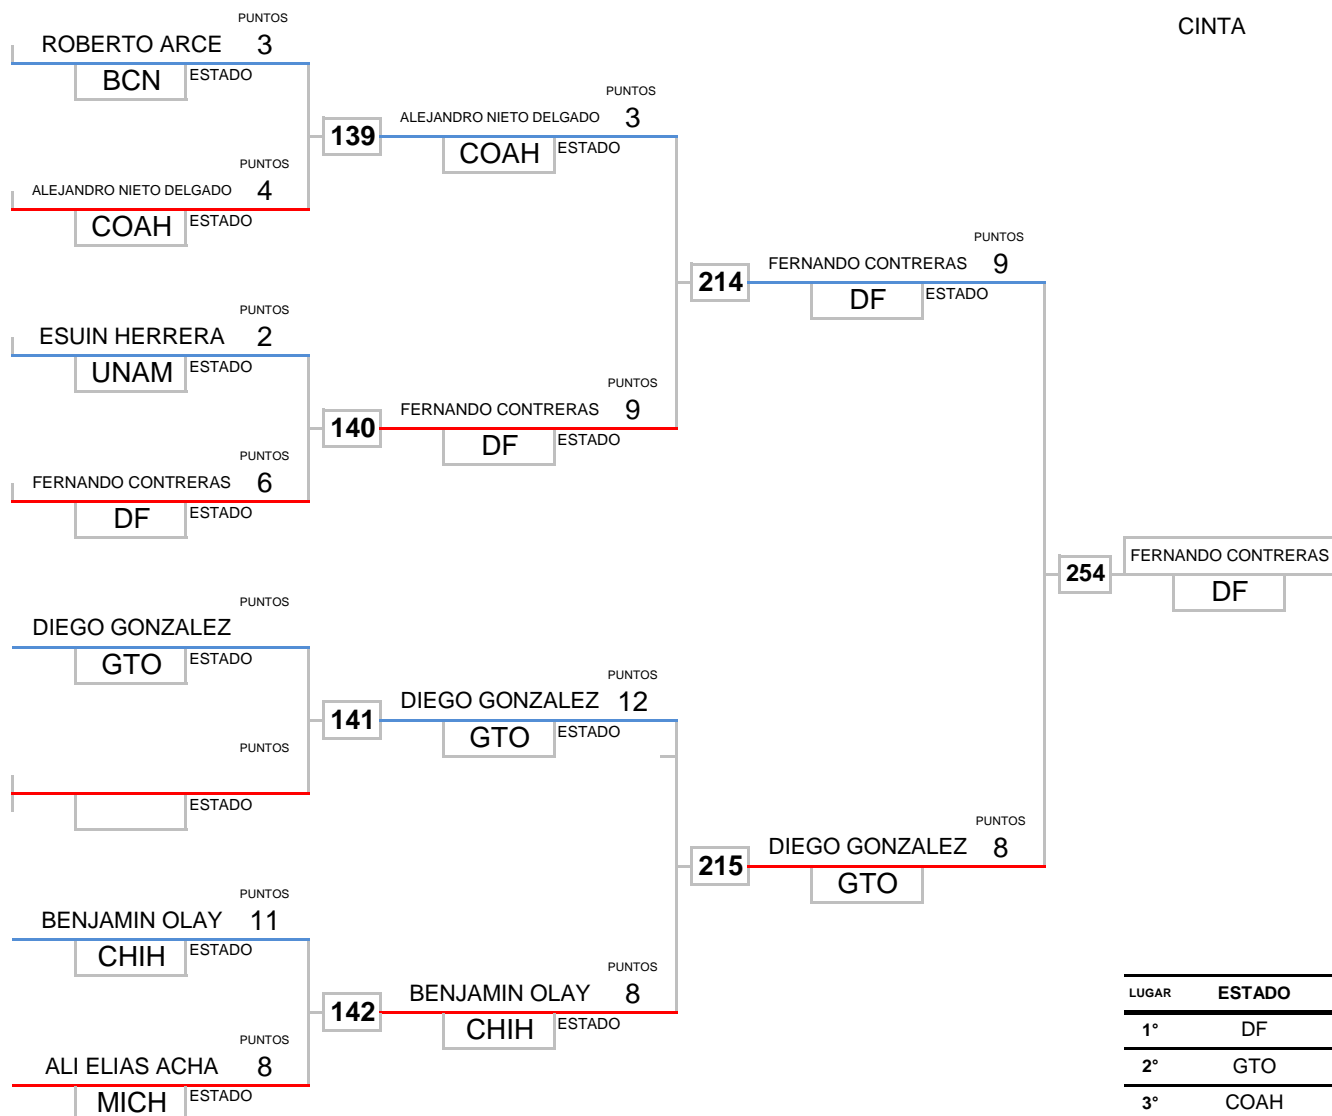 PUNTOS
CINTA
ROBERTO ARCE 3
BCN ESTADO
PUNTOS
139 ALEJANDRO NIETO DELGADO 3
COAH ESTADO
PUNTOS
ALEJANDRO NIETO DELGADO 4
COAH ESTADO
PUNTOS
214 FERNANDO CONTRERAS 9
DF ESTADO
PUNTOS
ESUIN HERRERA 2
UNAM ESTADO
PUNTOS
140 FERNANDO CONTRERAS 9
DF ESTADO
PUNTOS
FERNANDO CONTRERAS 6
DF ESTADO
254 FERNANDO CONTRERAS
DF
PUNTOS
DIEGO GONZALEZ
GTO ESTADO
PUNTOS
141 DIEGO GONZALEZ 12
GTO ESTADO
PUNTOS
ESTADO
PUNTOS
215 DIEGO GONZALEZ 8
GTO
PUNTOS
BENJAMIN OLAY 11
CHIH ESTADO
PUNTOS
142 BENJAMIN OLAY 8
CHIH ESTADO
PUNTOS
ALI ELIAS ACHA 8
MICH ESTADO
LUGAR ESTADO
1° DF
2° GTO
3° COAH